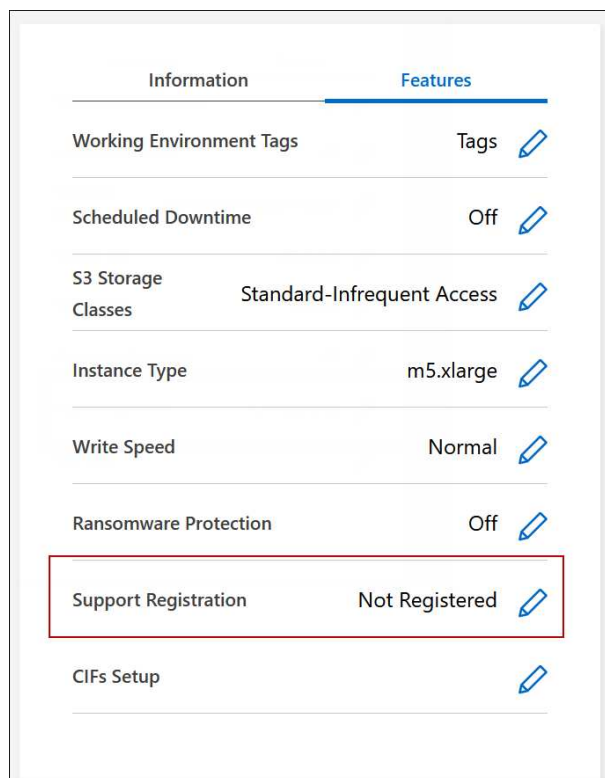 Information Features
Working Environment Tags Tags
Scheduled Downtime Off
S3 Storage
Classes Standard-Infrequent Access
Instance Type m5.xlarge
Write Speed Normal
Ransomware Protection Off
Support Registration Not Registered
CIFs Setup